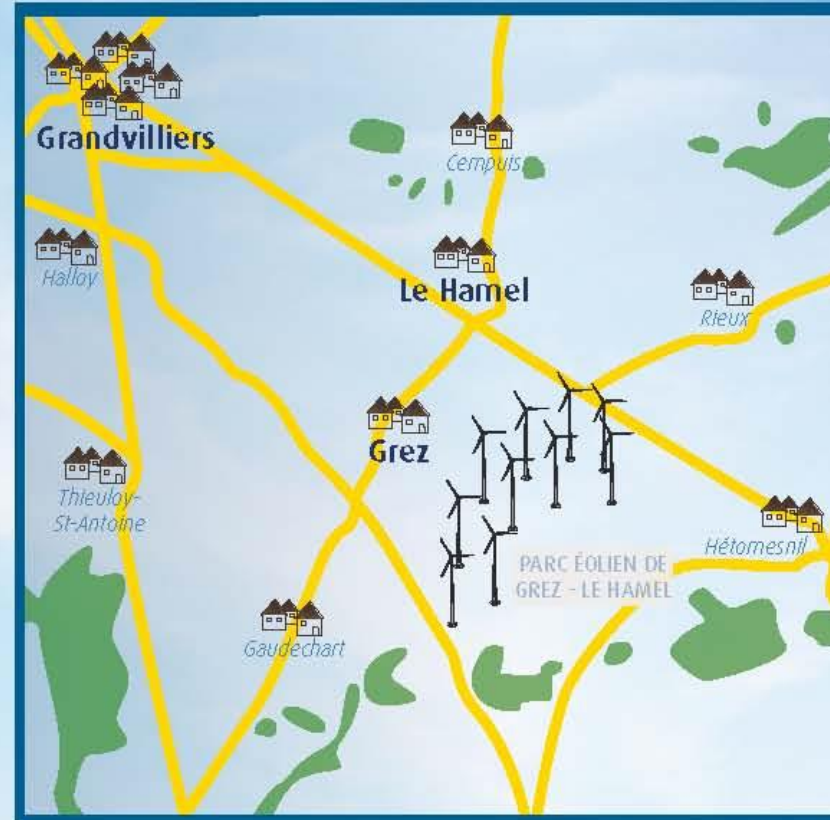 Grandvilliers
Cempuis
Halloy
Le Hamel
Rieux
Grez
Thieuloy-
St-Antoine
Hétomesnil
PARC ÉOLIEN DE
GREZ - LE HAMEL
Gaudechart